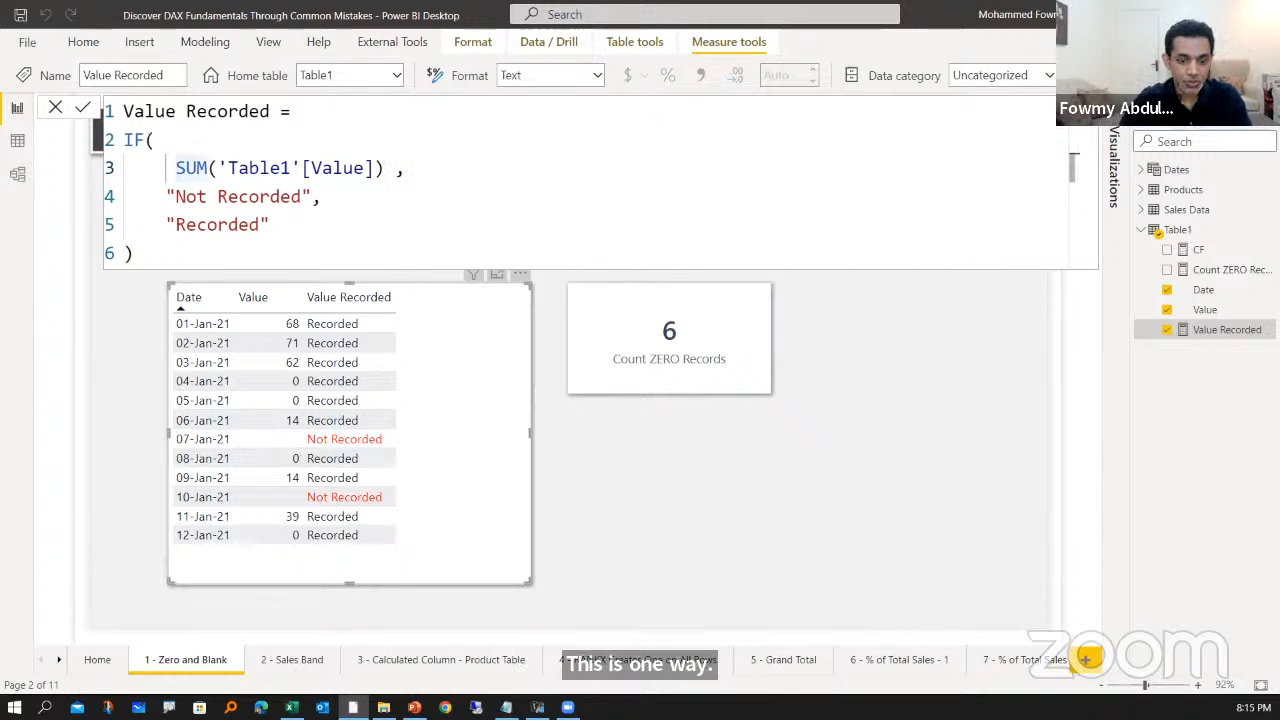 Discover DAX Fundamentals Through Common Mistakes - Power BI Desktop
Search
Mohammed Fow
File Home Insert Modeling View Help External Tools Format Data / Drill Table tools Measure tools
Name Value Recorded Home table Table1 Format Text $ % 9 Auto Data category Uncategorized
Fowmy Abdul...
1 Value Recorded =
2 IF(
3 SUM('Table1'[Value]) ,
4 "Not Recorded",
5 "Recorded"
6 )
Visualizations
Search
Dates
Products
Sales Data
Table1
CF
Count ZERO Rec...
Date
Value
Value Recorded
Date Value Value Recorded
01-Jan-21 68 Recorded
02-Jan-21 71 Recorded
03-Jan-21 62 Recorded
04-Jan-21 0 Recorded
05-Jan-21 0 Recorded
06-Jan-21 14 Recorded
07-Jan-21 Not Recorded
08-Jan-21 0 Recorded
09-Jan-21 14 Recorded
10-Jan-21 Not Recorded
11-Jan-21 39 Recorded
12-Jan-21 0 Recorded
6
Count ZERO Records
zoom
Home 1 - Zero and Blank 2 - Sales Band 3 - Calculated Column - Product Table 5 - Grand Total 6 - % of Total Sales - 1 7 - % of Total Sales
This is one way.
Page 2 of 11
92%
8:15 PM